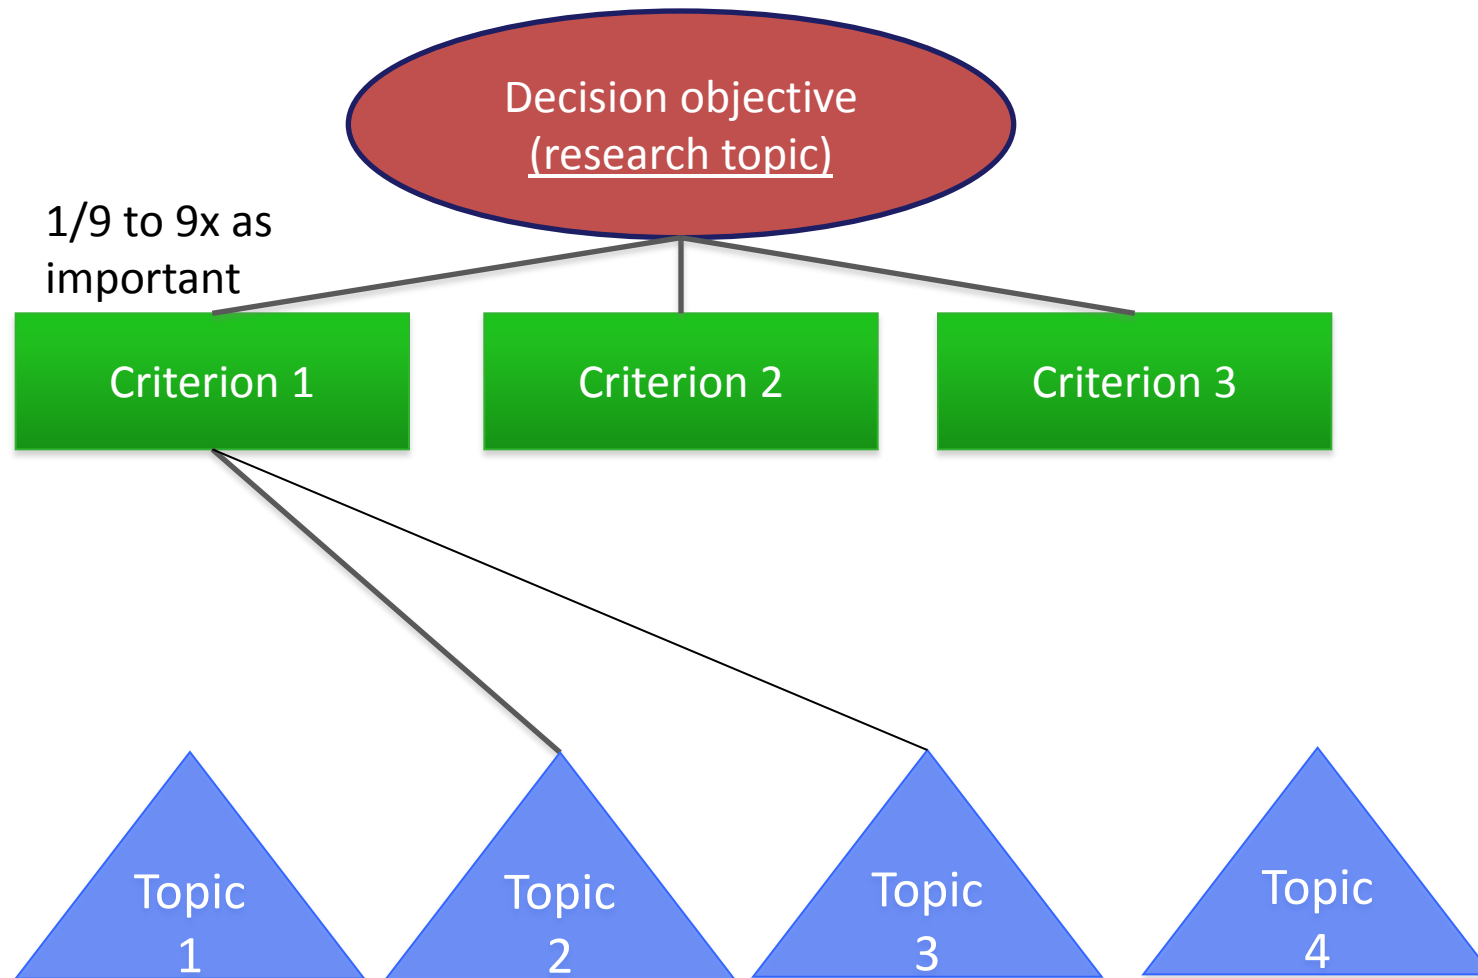 Decision objective
(research topic)
1/9 to 9x as
important
Criterion 1
Criterion 2
Criterion 3
Topic
1
Topic
2
Topic
3
Topic
4